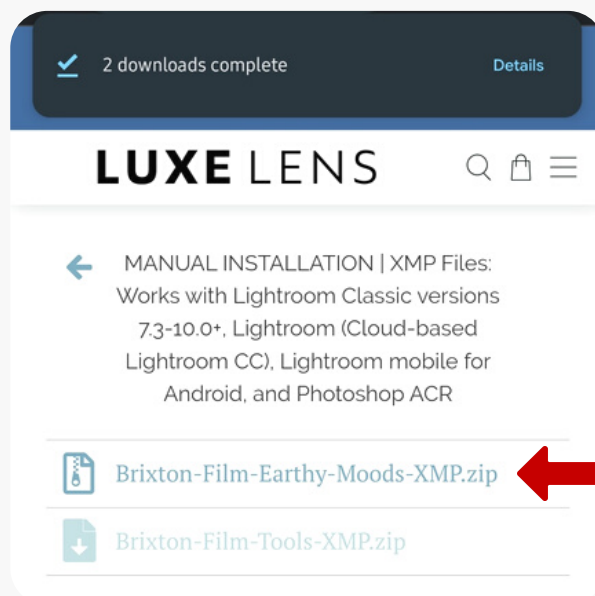 2 downloads complete Details
LUXE LENS
MANUAL INSTALLATION | XMP Files:
Works with Lightroom Classic versions
7.3-10.0+, Lightroom (Cloud-based
Lightroom CC), Lightroom mobile for
Android, and Photoshop ACR
Brixton-Film-Earthy-Moods-XMP.zip
Brixton-Film-Tools-XMP.zip